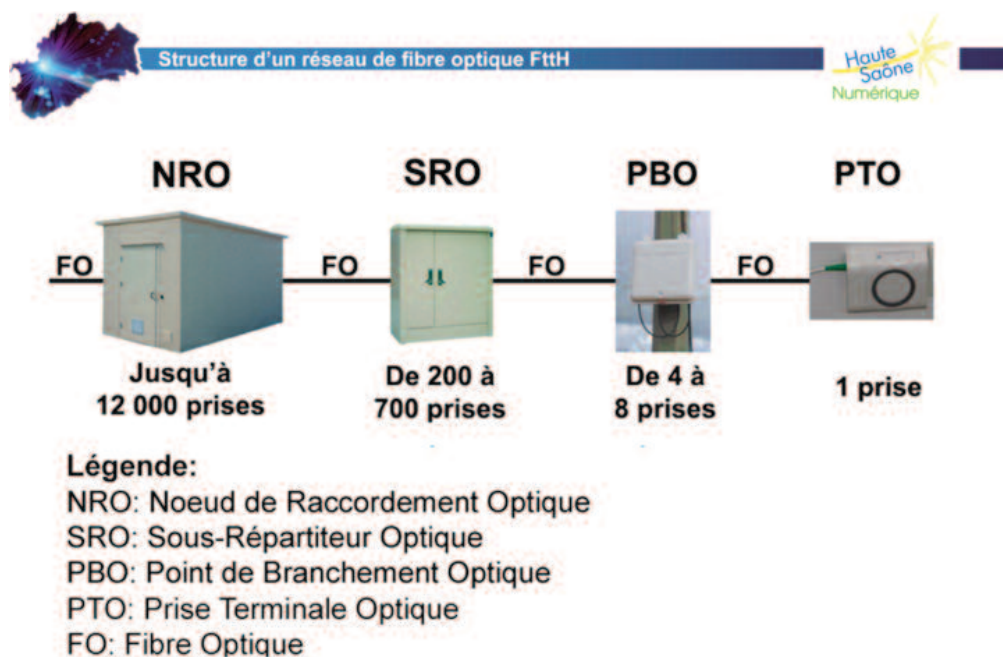 Structure d'un réseau de fibre optique FttH
Haute
Saône
Numérique
NRO
SRO
PBO
PTO
FO
FO
FO
FO
Jusqu'à
12 000 prises
De 200 à
700 prises
De 4 à
8 prises
1 prise
Légende:
NRO: Noeud de Raccordement Optique
SRO: Sous-Répartiteur Optique
PBO: Point de Branchement Optique
PTO: Prise Terminale Optique
FO: Fibre Optique